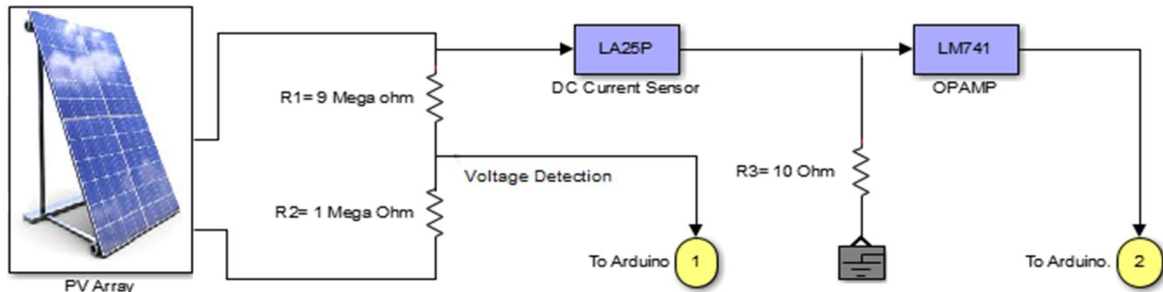 LA25P
LM741
DC Current Sensor
OPAMP
R1= 9 Mega ohm
Voltage Detection
R3= 10 Ohm
R2= 1 Mega Ohm
To Arduino
1
To Arduino.
2
PV Array